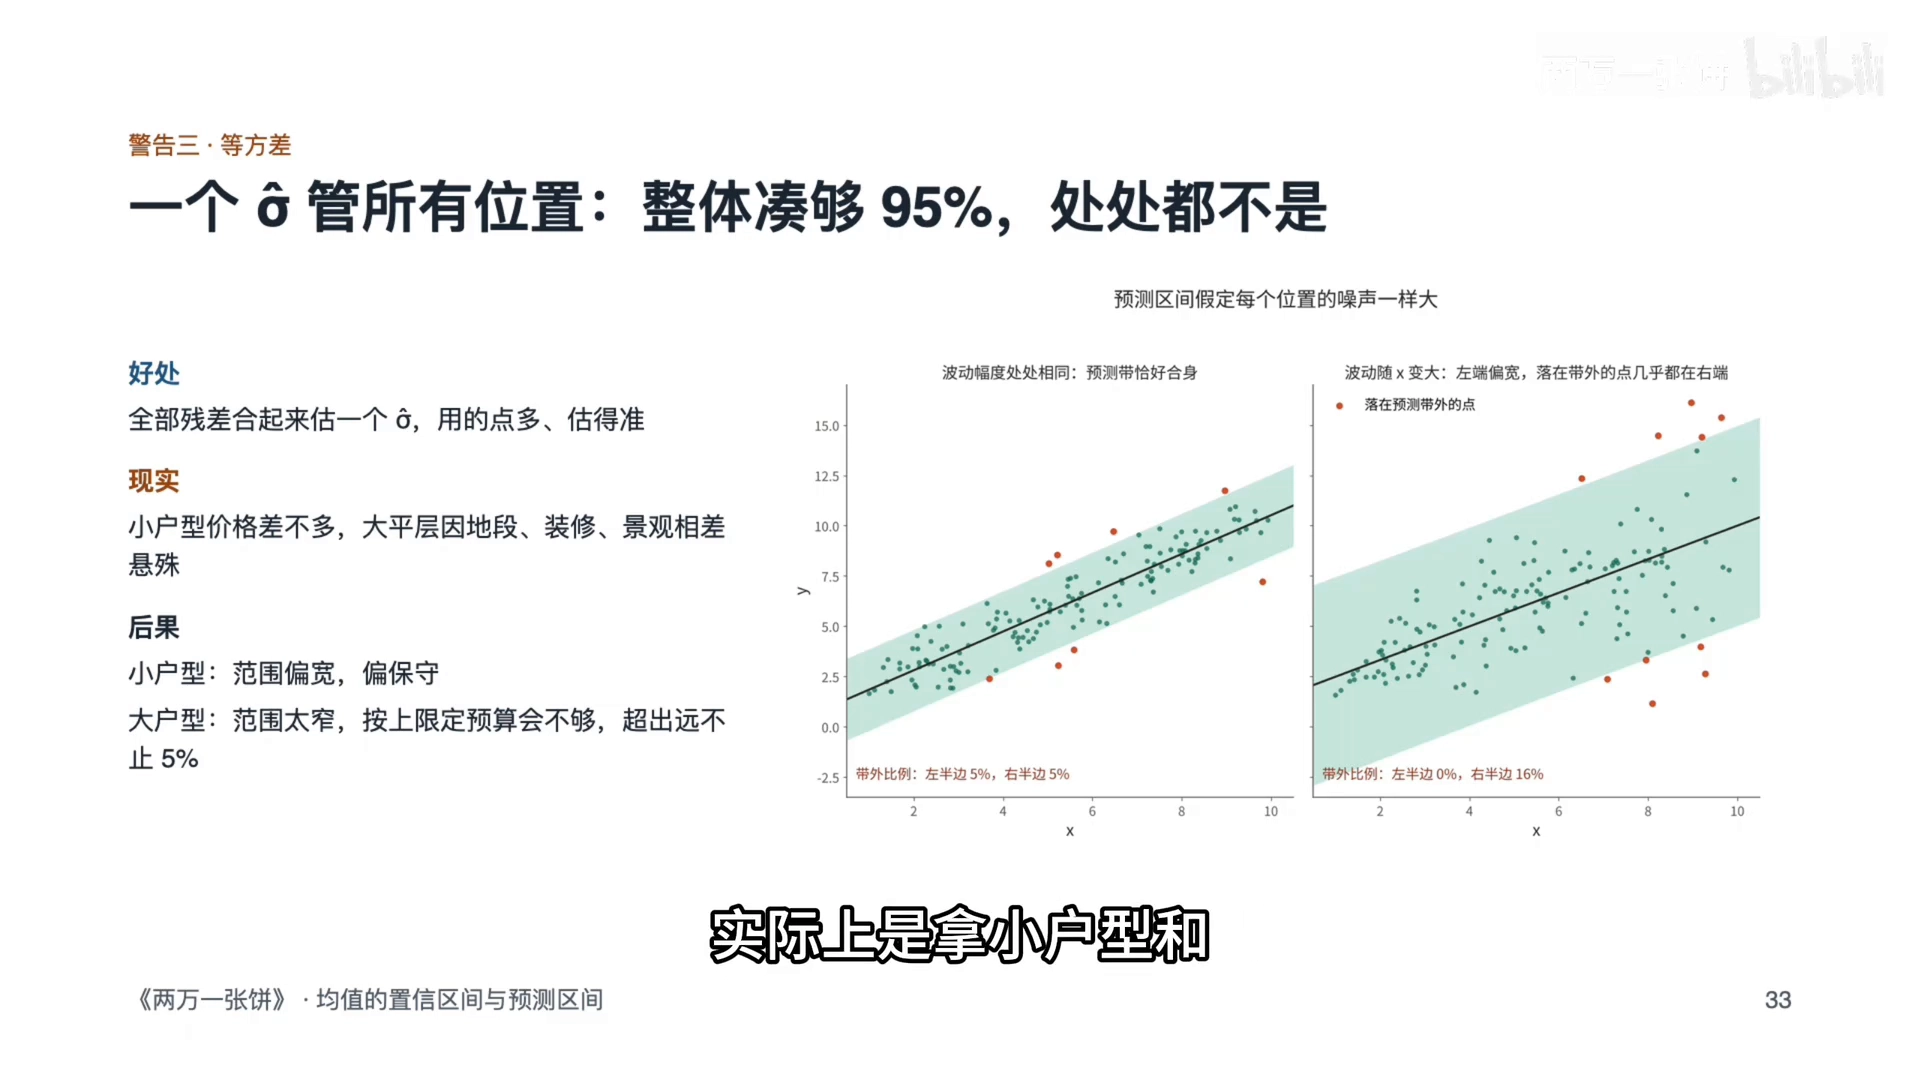 两万一张饼 bilibili
警告三 · 等方差
一个 σ̂ 管所有位置：整体凑够 95%，处处都不是
预测区间假定每个位置的噪声一样大
好处
全部残差合起来估一个 σ̂，用的点多、估得准
现实
小户型价格差不多，大平层因地段、装修、景观相差
悬殊
后果
小户型：范围偏宽，偏保守
大户型：范围太窄，按上限定预算会不够，超出远不
止 5%
波动幅度处处相同：预测带恰好合身
15.0
12.5
10.0
7.5
5.0
2.5
0.0
-2.5
y
带外比例：左半边 5%，右半边 5%
2 4 6 8 10
x
波动随 x 变大：左端偏宽，落在带外的点几乎都在右端
落在预测带外的点
带外比例：左半边 0%，右半边 16%
2 4 6 8 10
x
实际上是拿小户型和
《两万一张饼》 · 均值的置信区间与预测区间
33